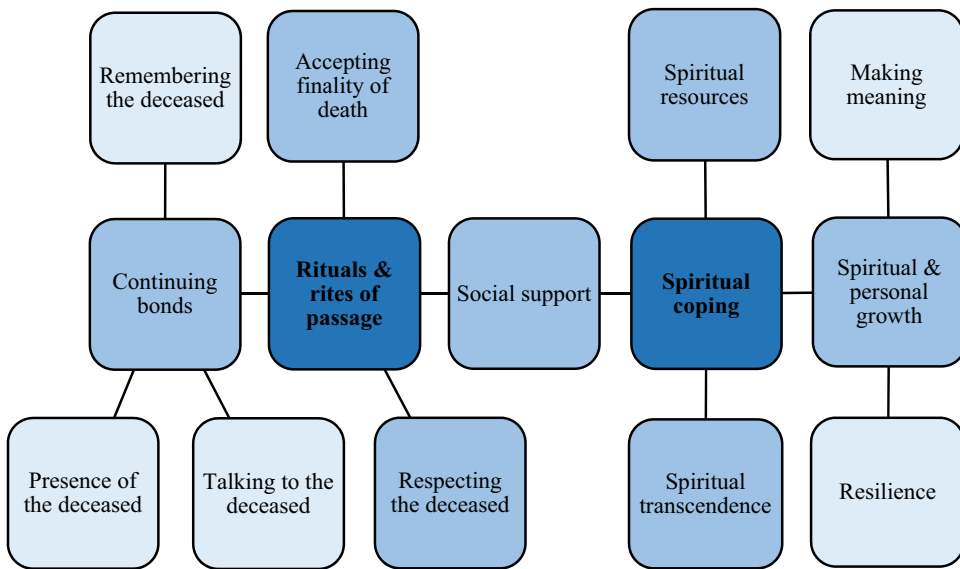 Remembering
the deceased
Accepting
finality of
death
Spiritual
resources
Making
meaning
Continuing
bonds
Rituals &
rites of
passage
Social support
Spiritual
coping
Spiritual &
personal
growth
Presence of
the deceased
Talking to the
deceased
Respecting
the deceased
Spiritual
transcendence
Resilience